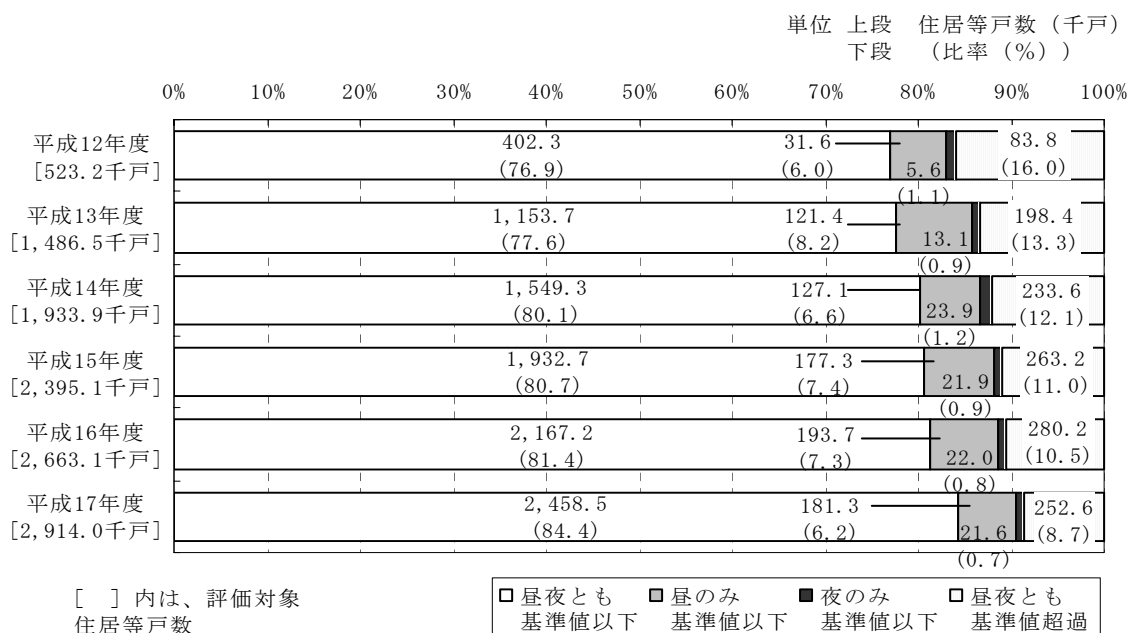 単位 上段 住居等戸数（千戸）
下段 （比率（%））
0% 10% 20% 30% 40% 50% 60% 70% 80% 90% 100%
平成12年度 402.3 31.6 83.8
[523.2千戸] (76.9) (6.0) 5.6 (16.0)
(1.1)
平成13年度 1,153.7 121.4 198.4
[1,486.5千戸] (77.6) (8.2) 13.1 (13.3)
(0.9)
平成14年度 1,549.3 127.1 233.6
[1,933.9千戸] (80.1) (6.6) 23.9 (12.1)
(1.2)
平成15年度 1,932.7 177.3 263.2
[2,395.1千戸] (80.7) (7.4) 21.9 (11.0)
(0.9)
平成16年度 2,167.2 193.7 280.2
[2,663.1千戸] (81.4) (7.3) 22.0 (10.5)
(0.8)
平成17年度 2,458.5 181.3 252.6
[2,914.0千戸] (84.4) (6.2) 21.6 (8.7)
(0.7)
[ ]内は、評価対象
住居等戸数
昼夜とも 昼のみ 夜のみ 昼夜とも
基準値以下 基準値以下 基準値以下 基準値超過